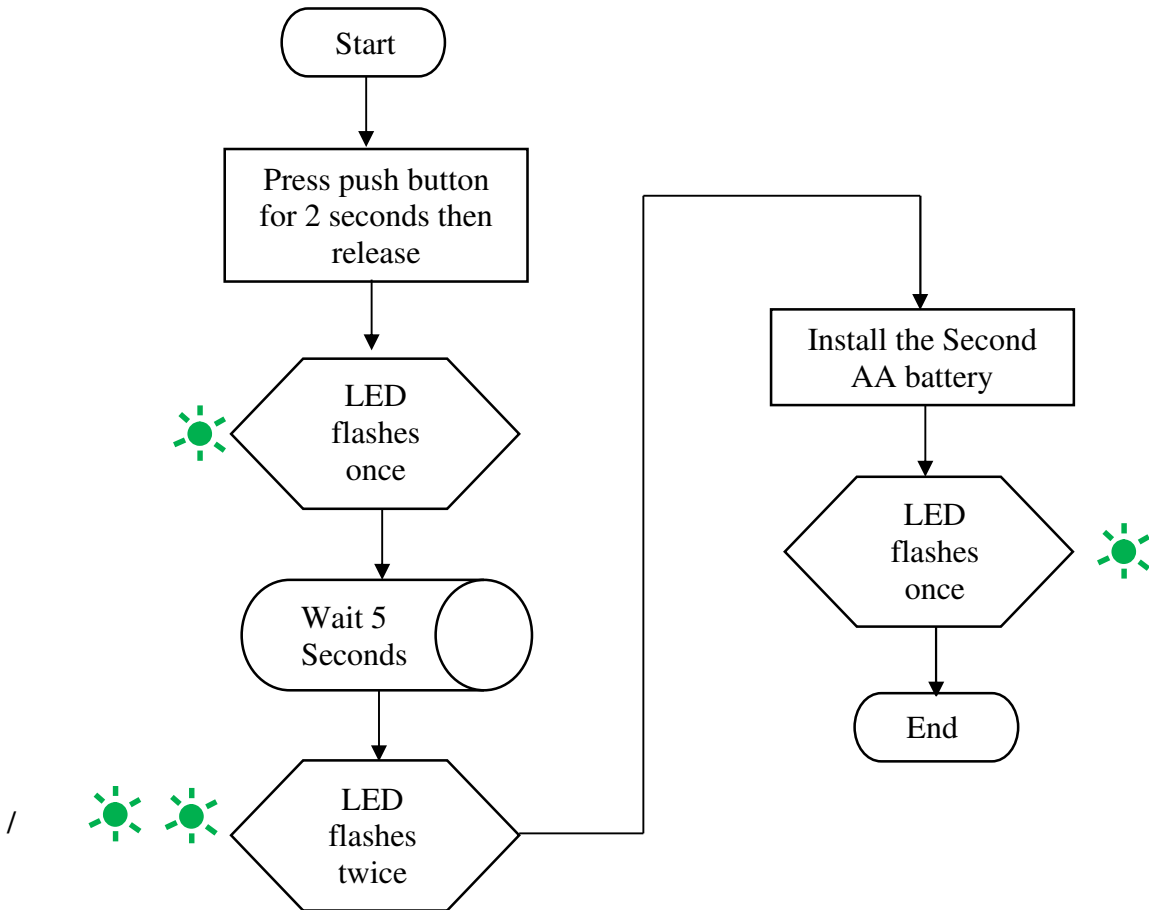 Start
Press push button
for 2 seconds then
release
LED
flashes
once
Wait 5
Seconds
/
LED
flashes
twice
Install the Second
AA battery
LED
flashes
once
End